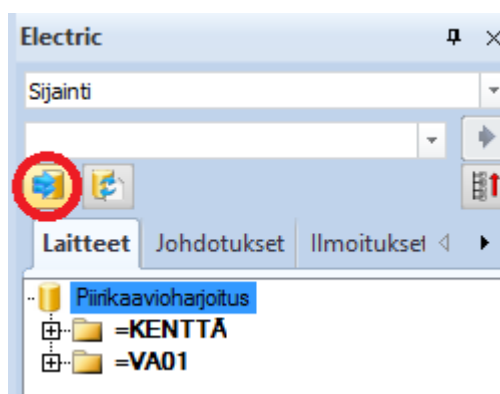 Electric
Sijainti
Laitteet Johdotukset Ilmoitukset
Piirikaavioharjoitus
=KENTTÄ
=VA01